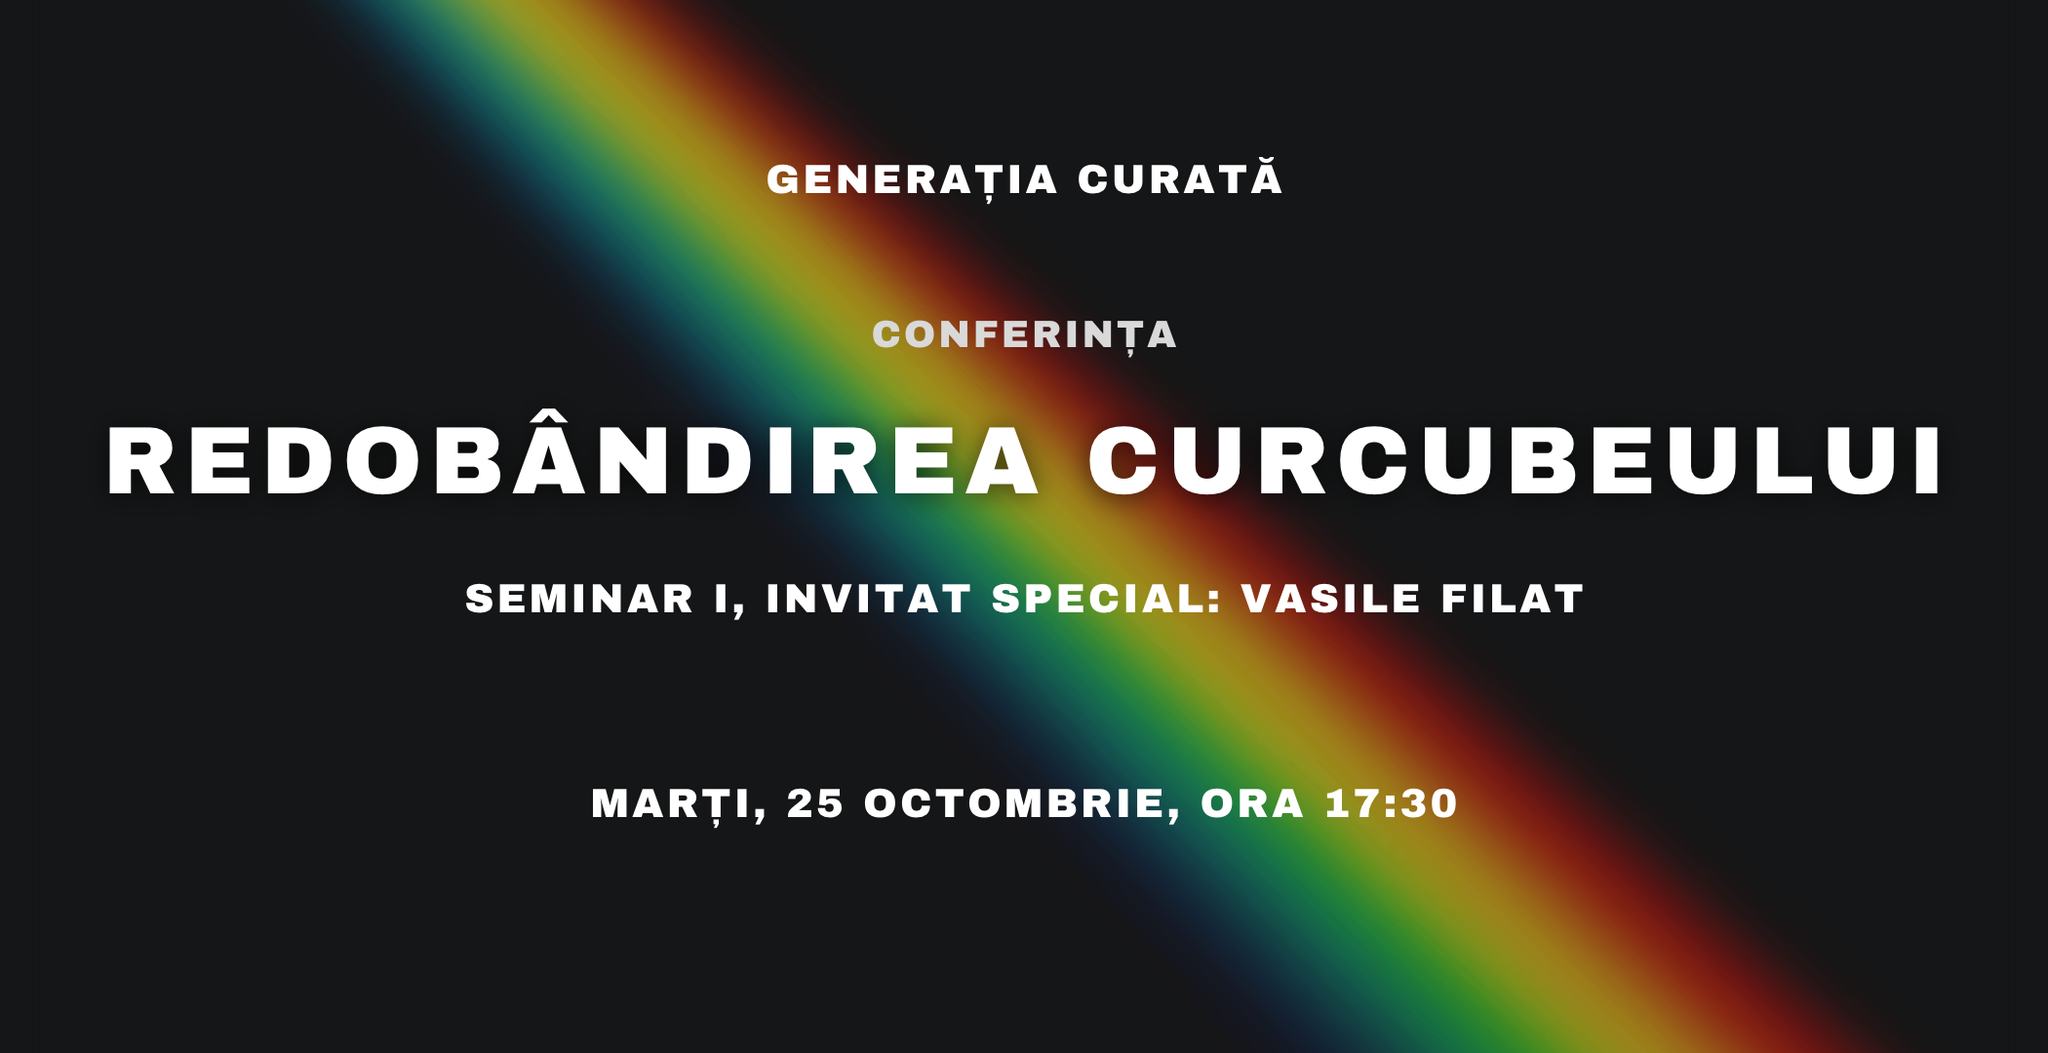 GENERAȚIA CURATĂ
CONFERINȚA
REDOBÂNDIREA CURCUBEULUI
SEMINAR I, INVITAT SPECIAL: VASILE FILAT
MARȚI, 25 OCTOMBRIE, ORA 17:30